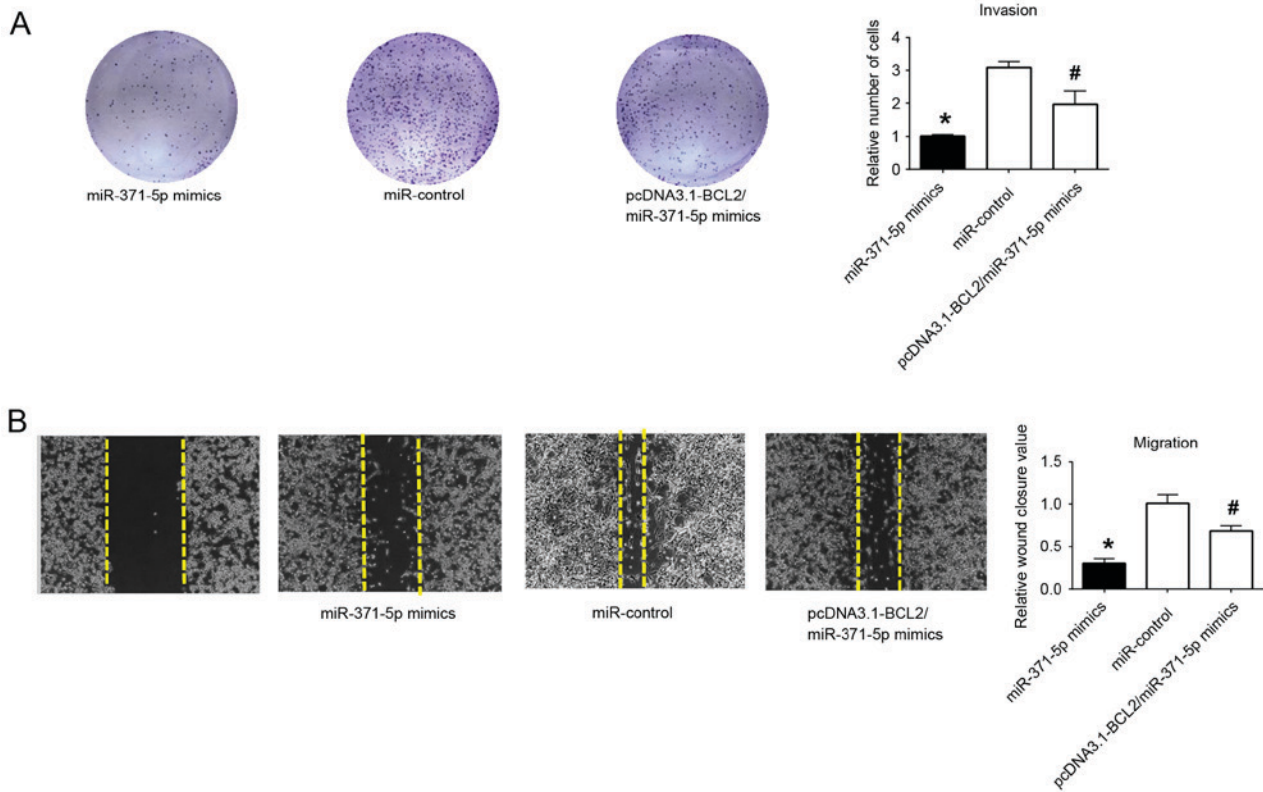 A
miR-371-5p mimics
miR-control
pcDNA3.1-BCL2/
miR-371-5p mimics
Invasion
Relative number of cells
4
3
2
1
0
*
#
miR-371-5p mimics
miR-control
pcDNA3.1-BCL2/miR-371-5p mimics
B
miR-371-5p mimics
miR-control
pcDNA3.1-BCL2/
miR-371-5p mimics
Migration
Relative wound closure value
1.5
1.0
0.5
0.0
*
#
miR-371-5p mimics
miR-control
pcDNA3.1-BCL2/miR-371-5p mimics